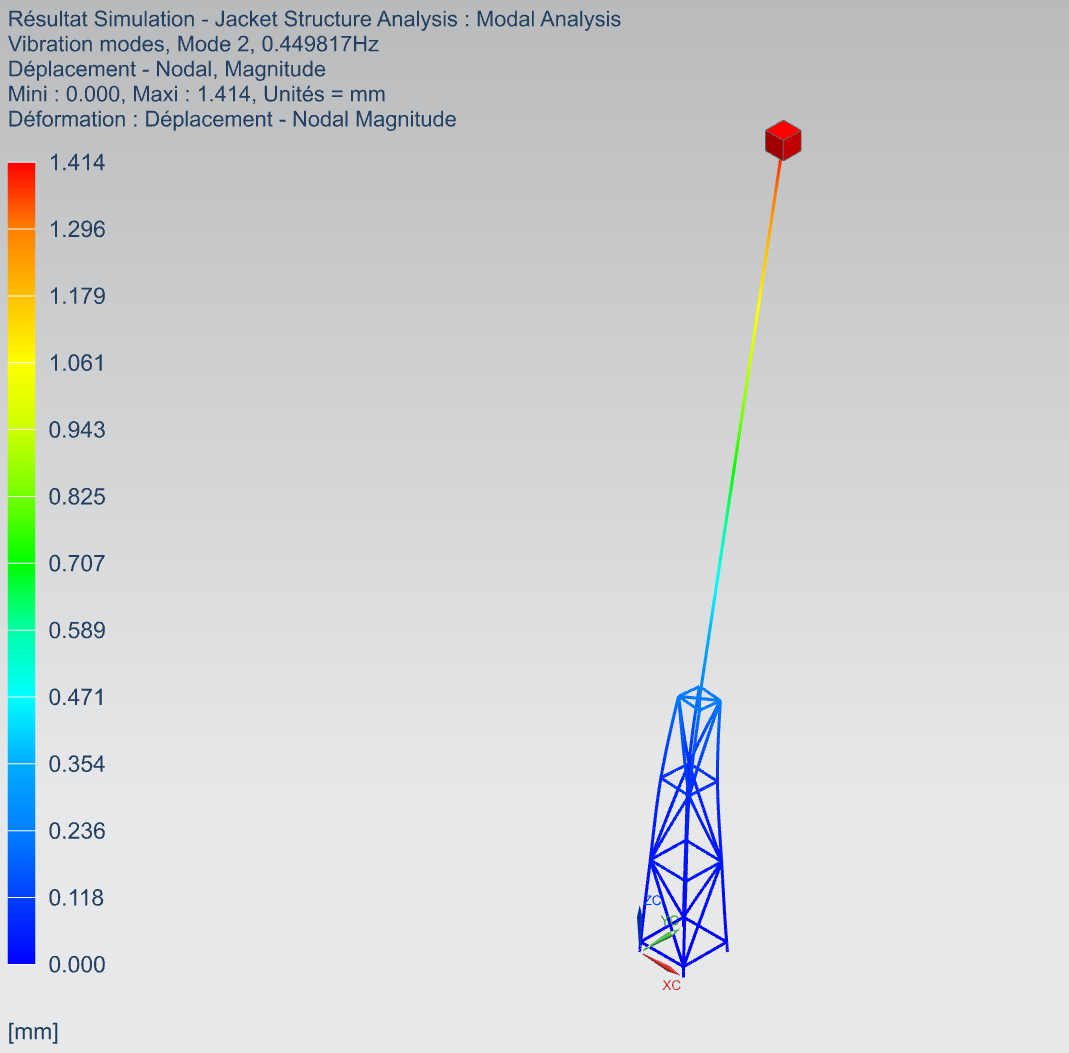 Résultat Simulation - Jacket Structure Analysis : Modal Analysis
Vibration modes, Mode 2, 0.449817Hz
Déplacement - Nodal, Magnitude
Mini : 0.000, Maxi : 1.414, Unités = mm
Déformation : Déplacement - Nodal Magnitude
1.414
1.296
1.179
1.061
0.943
0.825
0.707
0.589
0.471
0.354
0.236
0.118
0.000
[mm]
ZC
YC
XC